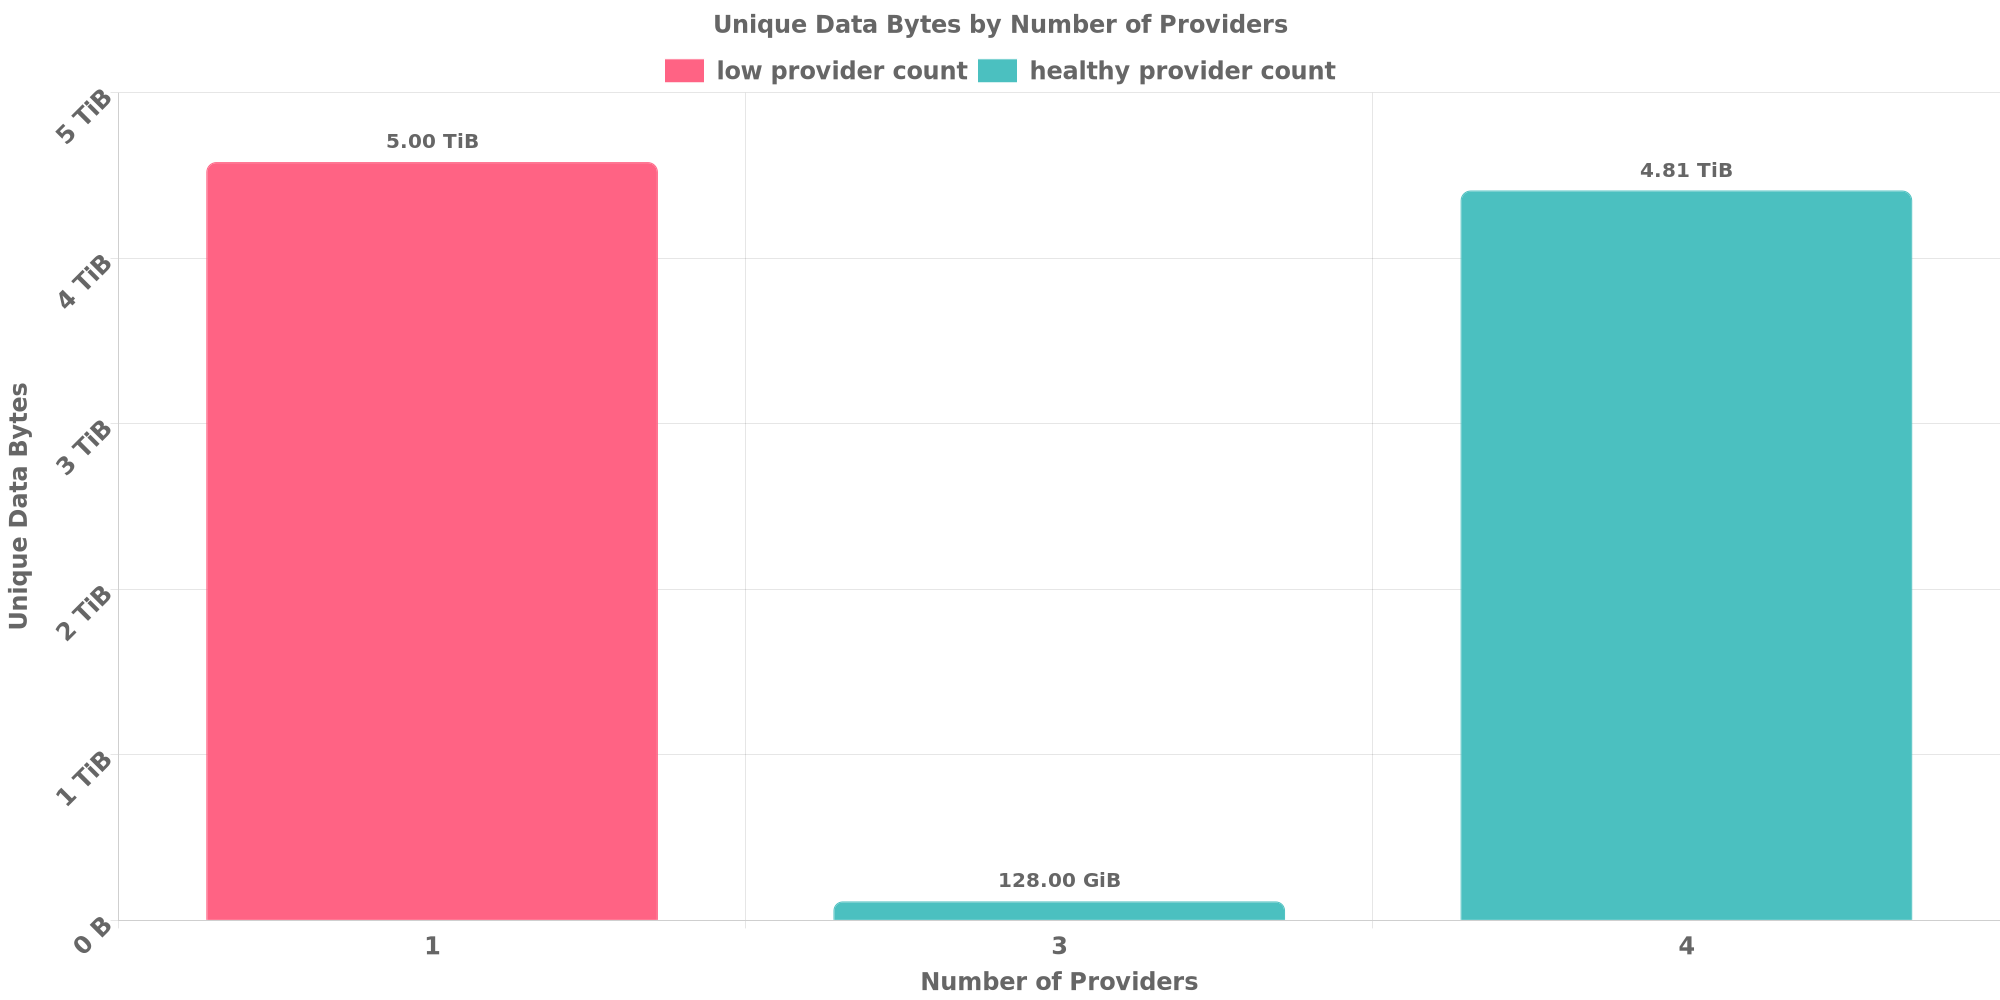 Unique Data Bytes by Number of Providers
low provider count healthy provider count
5 TiB
4 TiB
3 TiB
2 TiB
1 TiB
0 B
Unique Data Bytes
5.00 TiB
128.00 GiB
4.81 TiB
1 3 4
Number of Providers